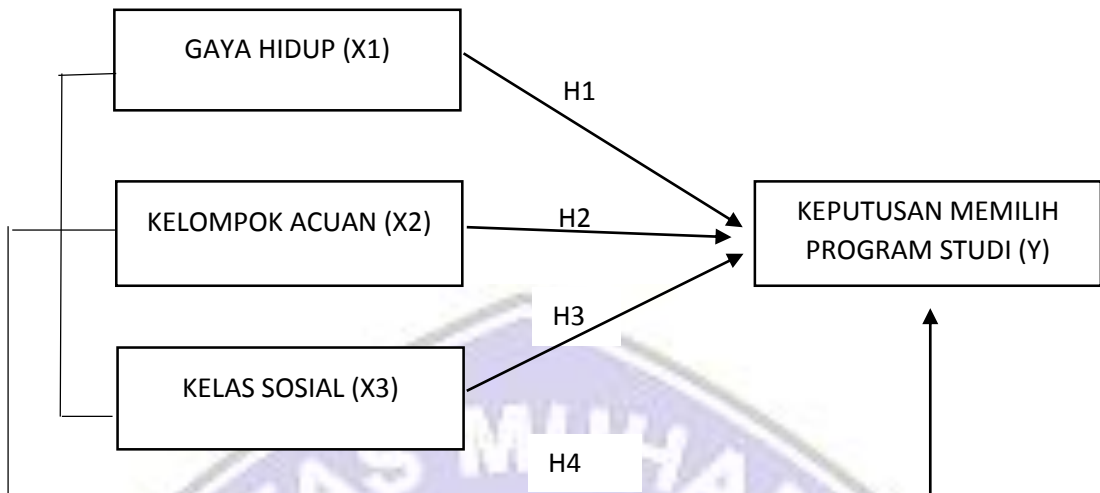 GAYA HIDUP (X1)
H1
KELOMPOK ACUAN (X2)
H2
KEPUTUSAN MEMILIH
PROGRAM STUDI (Y)
H3
KELAS SOSIAL (X3)
H4